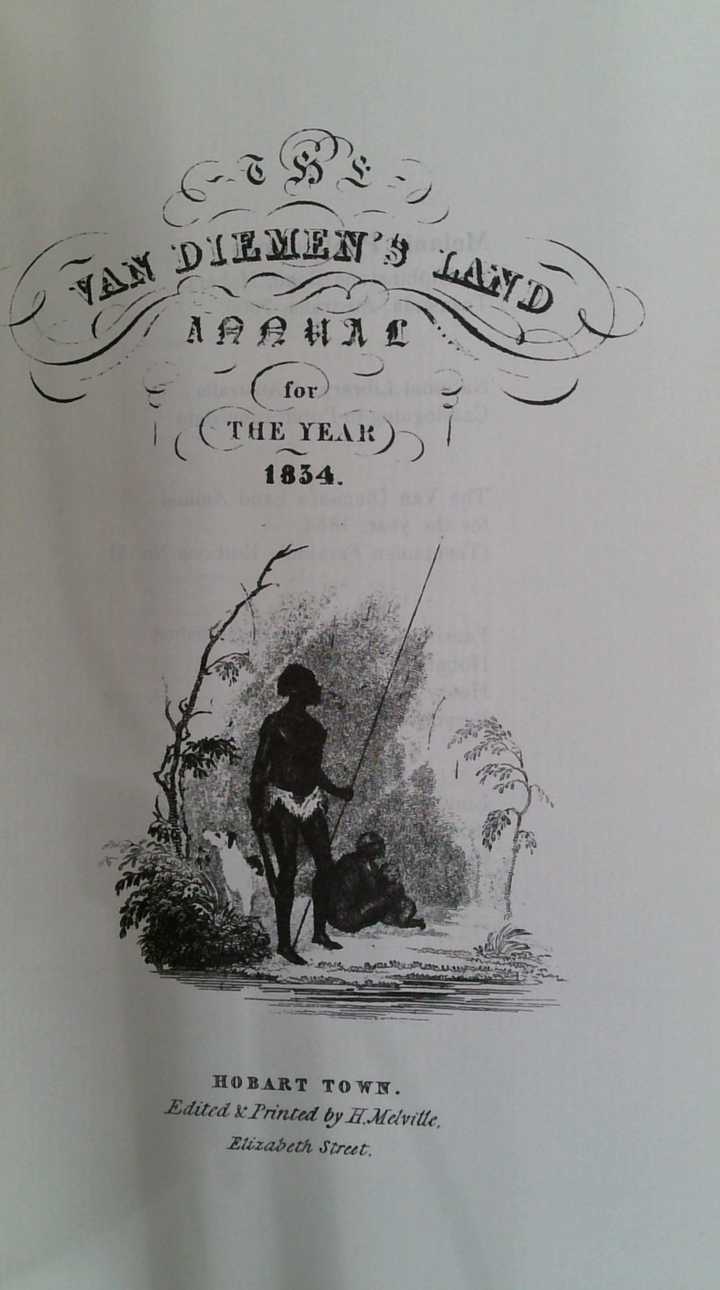 THE
VAN DIEMEN'S LAND
ANNUAL
for
THE YEAR
1834.
HOBART TOWN.
Edited & Printed by H. Melville,
Elizabeth Street.